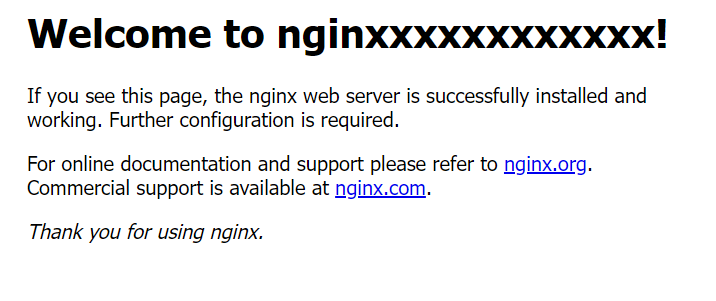 Welcome to nginxxxxxxxxxxxx!
If you see this page, the nginx web server is successfully installed and
working. Further configuration is required.
For online documentation and support please refer to nginx.org.
Commercial support is available at nginx.com.
Thank you for using nginx.